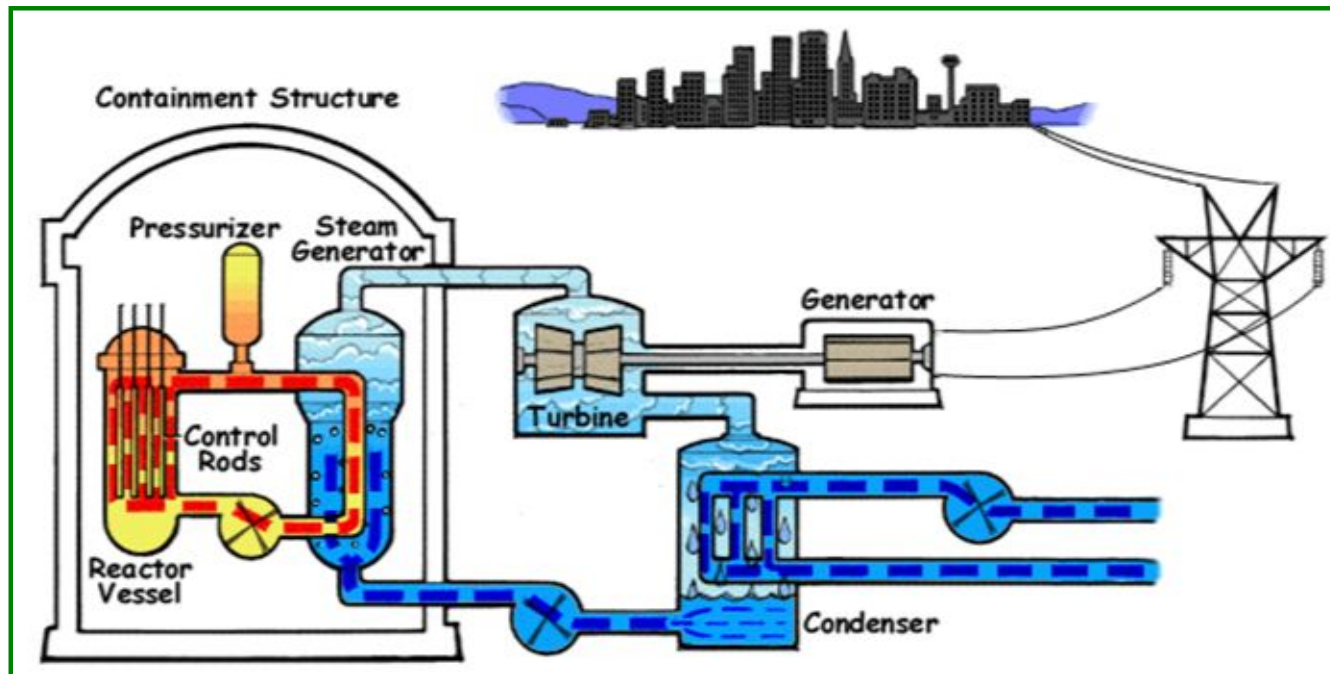 Containment Structure
Pressurizer
Steam
Generator
Control
Rods
Reactor
Vessel
Turbine
Generator
Condenser